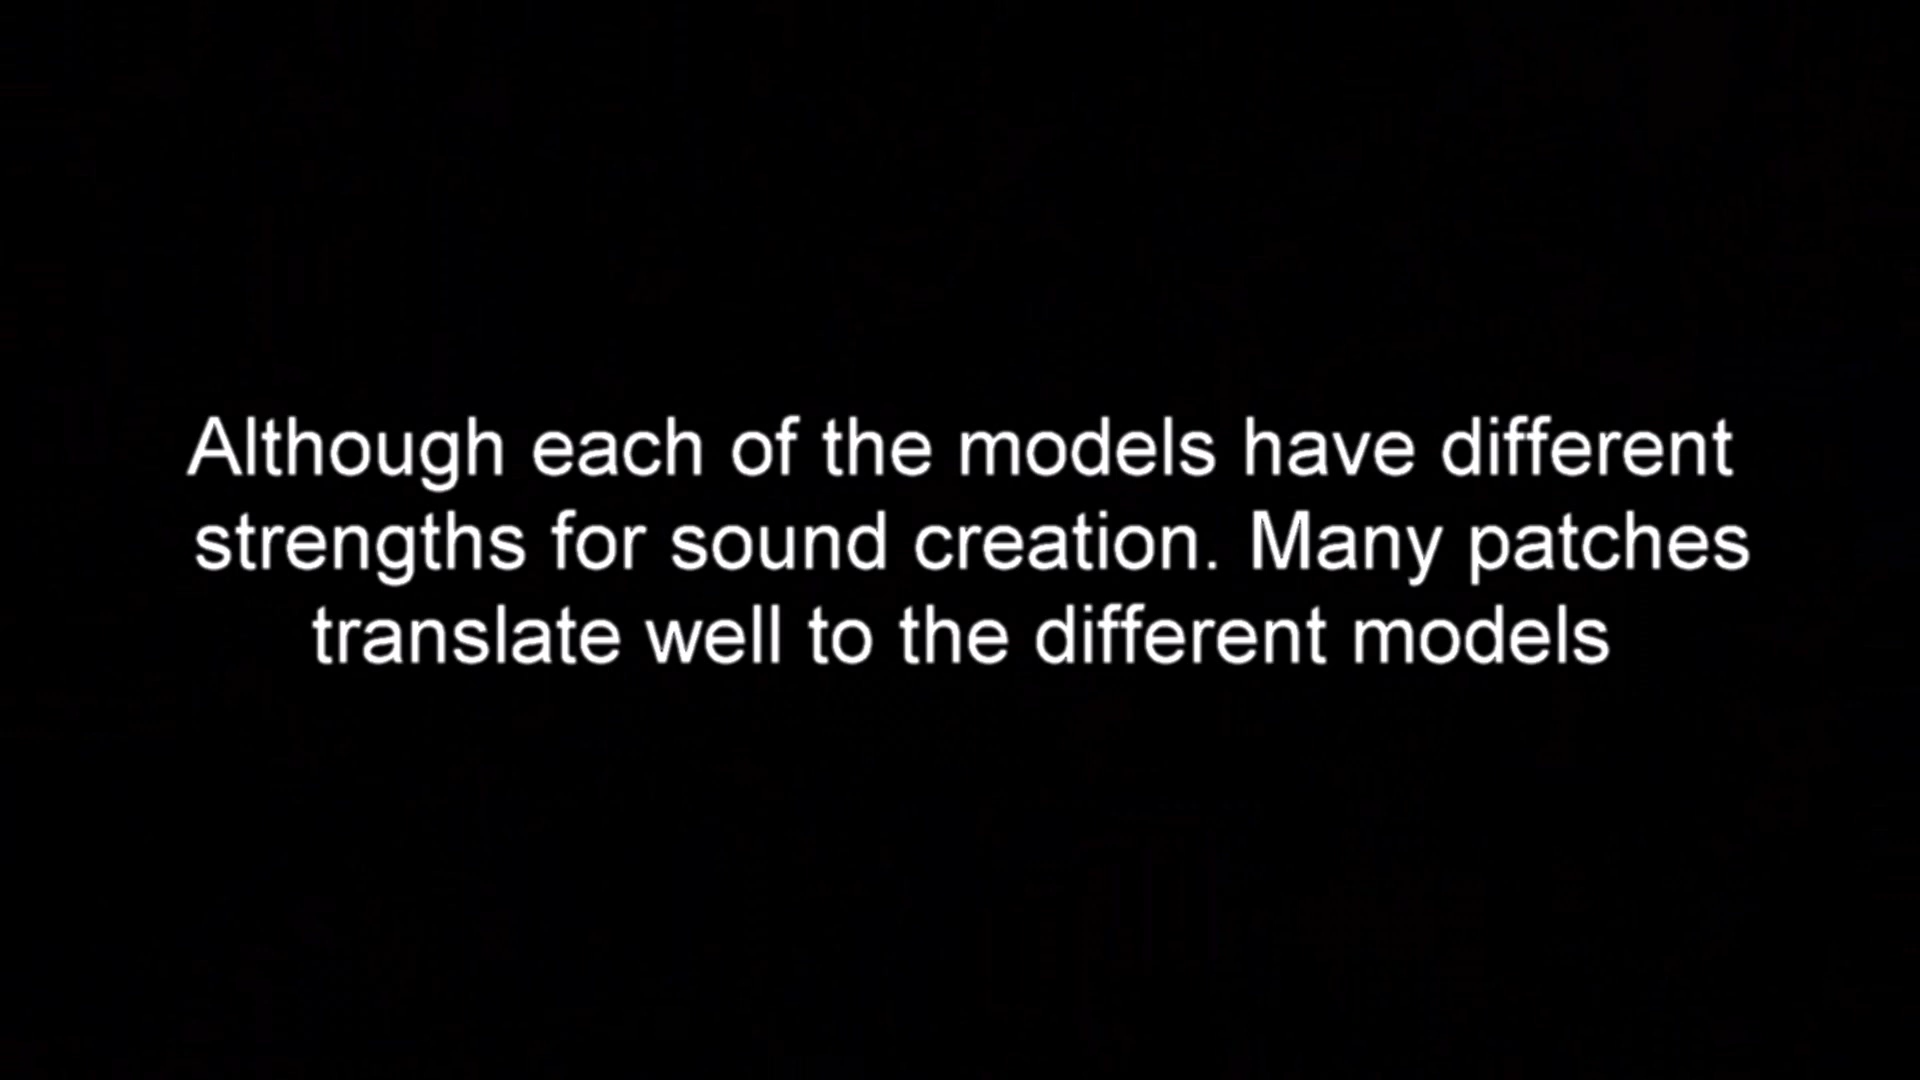 Although each of the models have different
strengths for sound creation. Many patches
translate well to the different models